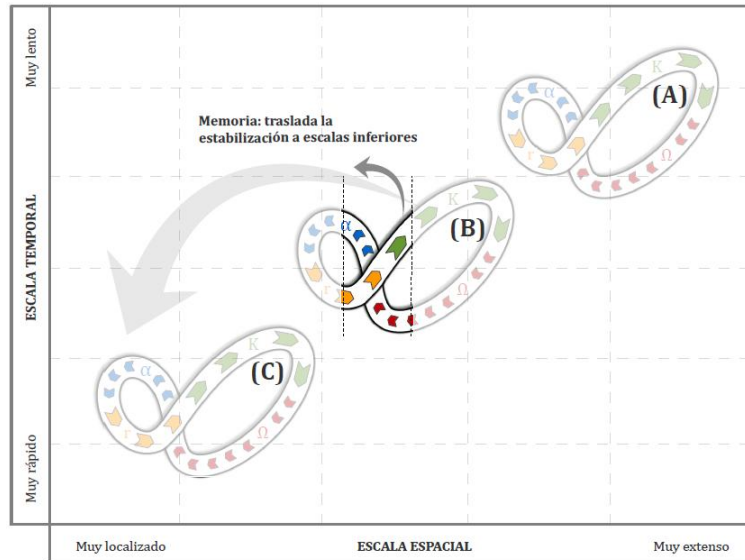 Muy lento
ESCALA TEMPORAL
Muy rápido
Memoria: traslada la
estabilización a escalas inferiores
α
r
K
Ω
(A)
α
r
K
Ω
(B)
α
r
K
Ω
(C)
Muy localizado
ESCALA ESPACIAL
Muy extenso